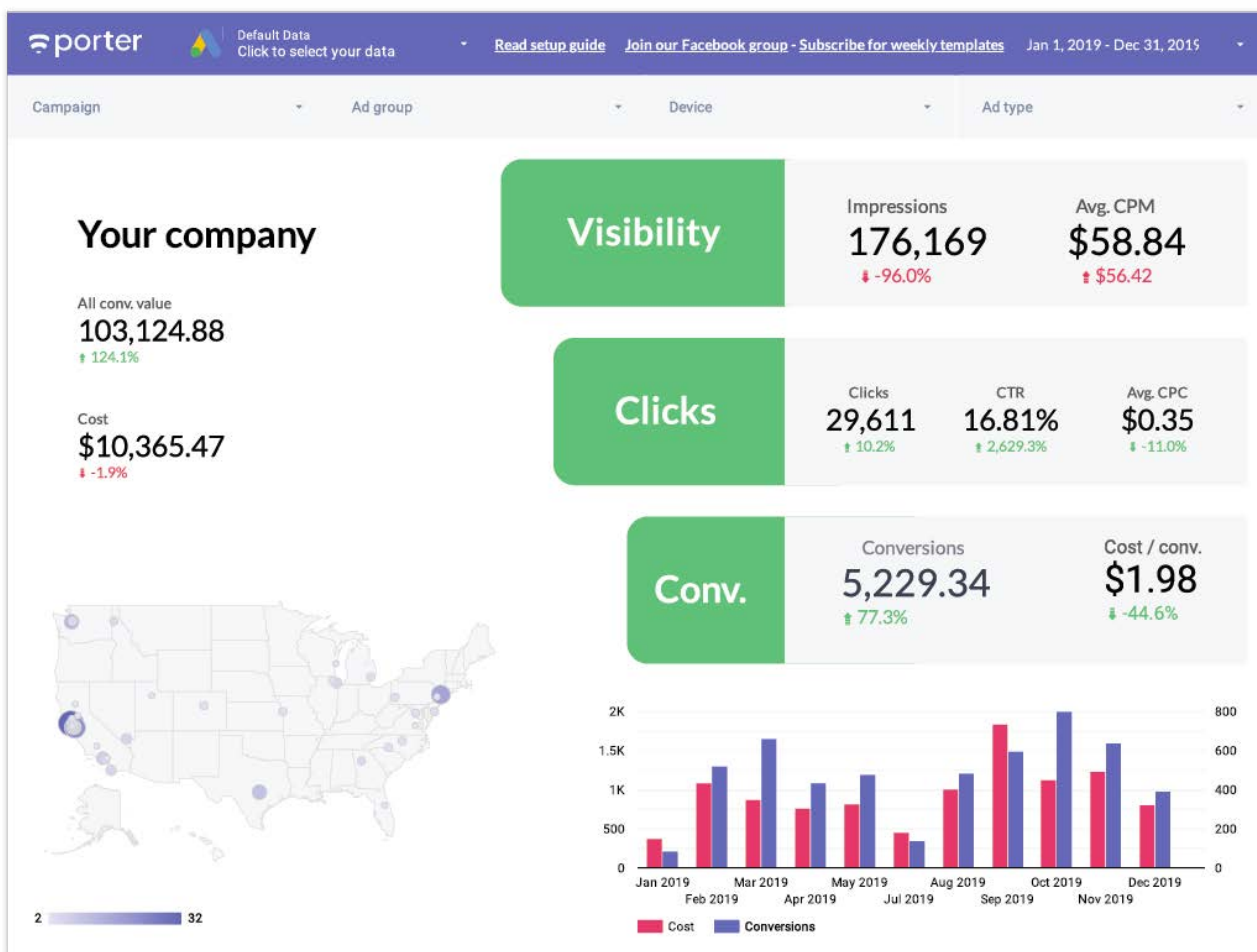 porter
Default Data
Click to select your data
Read setup guide
Join our Facebook group - Subscribe for weekly templates
Jan 1, 2019 - Dec 31, 2019
Campaign
Ad group
Device
Ad type
Your company
All conv. value
103,124.88
124.1%
Cost
$10,365.47
-1.9%
Visibility
Impressions
176,169
-96.0%
Avg. CPM
$58.84
$56.42
Clicks
Clicks
29,611
10.2%
CTR
16.81%
2,629.3%
Avg. CPC
$0.35
-11.0%
Conv.
Conversions
5,229.34
77.3%
Cost / conv.
$1.98
-44.6%
2
32
2K
1.5K
1K
500
0
800
600
400
200
0
Jan 2019
Feb 2019
Mar 2019
Apr 2019
May 2019
Jul 2019
Aug 2019
Sep 2019
Oct 2019
Nov 2019
Dec 2019
Cost
Conversions